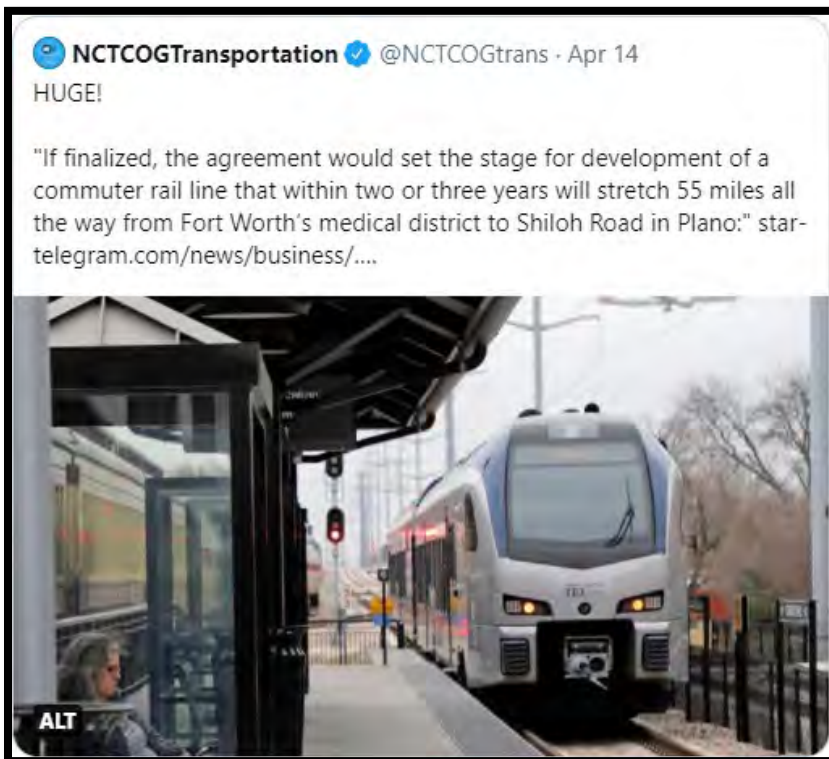 NCTCOGTransportation @NCTCOGtrans · Apr 14
HUGE!
"If finalized, the agreement would set the stage for development of a
commuter rail line that within two or three years will stretch 55 miles all
the way from Fort Worth's medical district to Shiloh Road in Plano:" star-
telegram.com/news/business/....
TEX
ALT